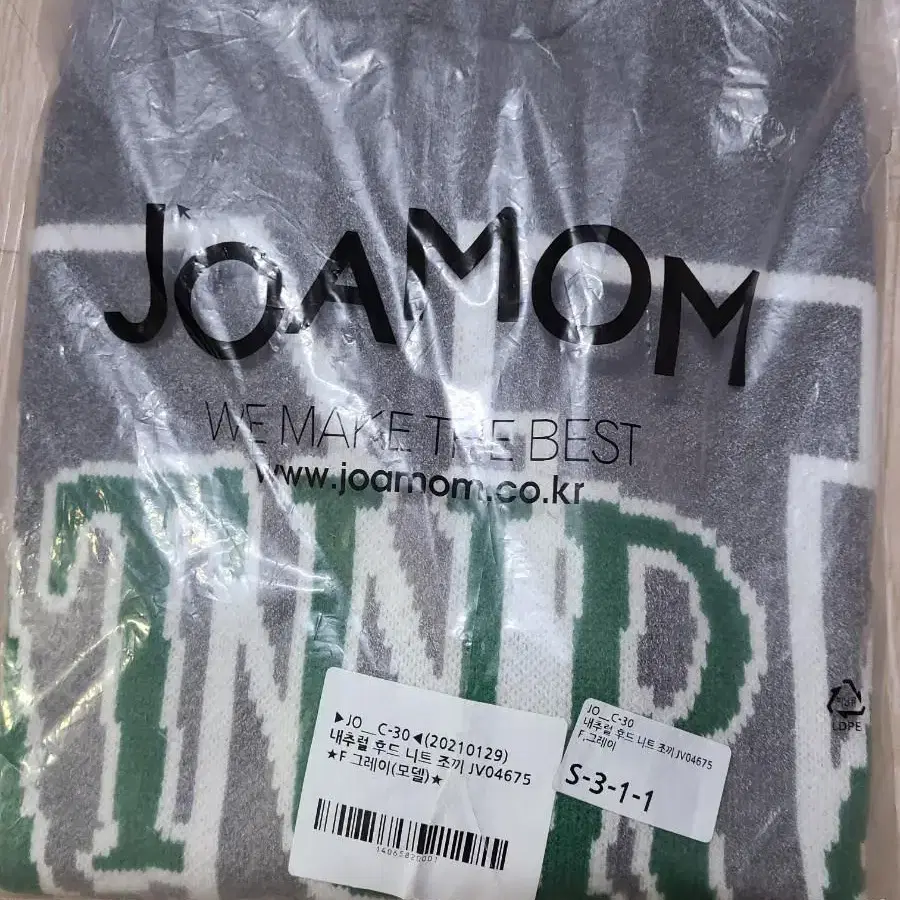 JOAMOM
WE MAKE THE BEST
www.joamom.co.kr
TNNR
▶JO__C-30◀(20210129)
내추럴 후드 니트 조끼 JV04675
★F 그레이(모델)★
JO__C-30
내추럴 후드 니트 조끼 JV04675
F,그레이
S-3-1-1
LDPE